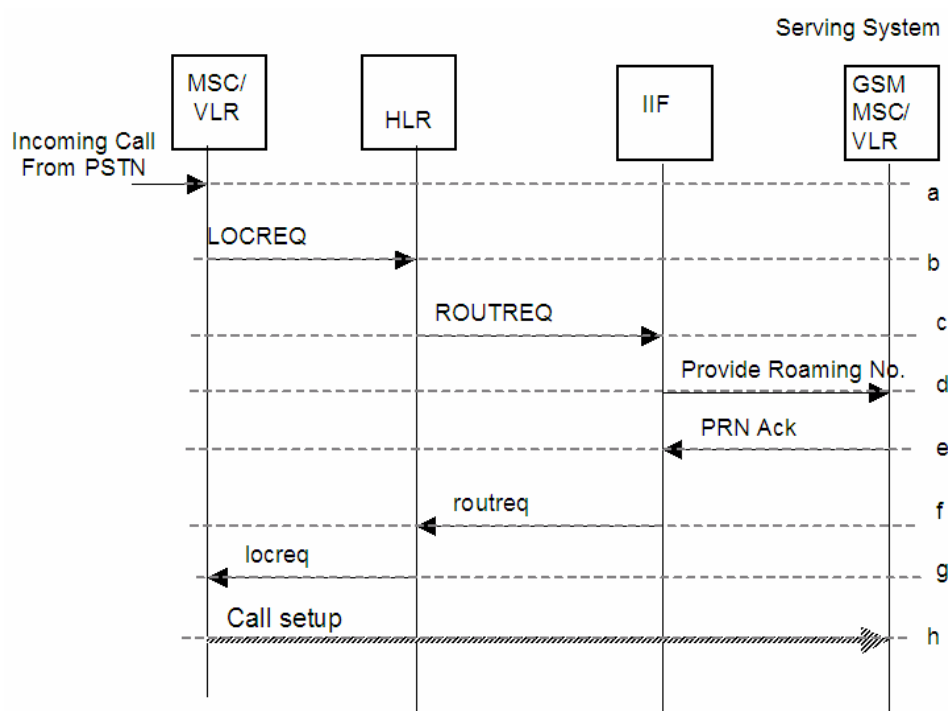 Serving System
MSC/
VLR
HLR
IIF
GSM
MSC/
VLR
Incoming Call
From PSTN
a
LOCREQ
b
ROUTREQ
c
Provide Roaming No.
d
PRN Ack
e
routreq
f
locreq
g
Call setup
h